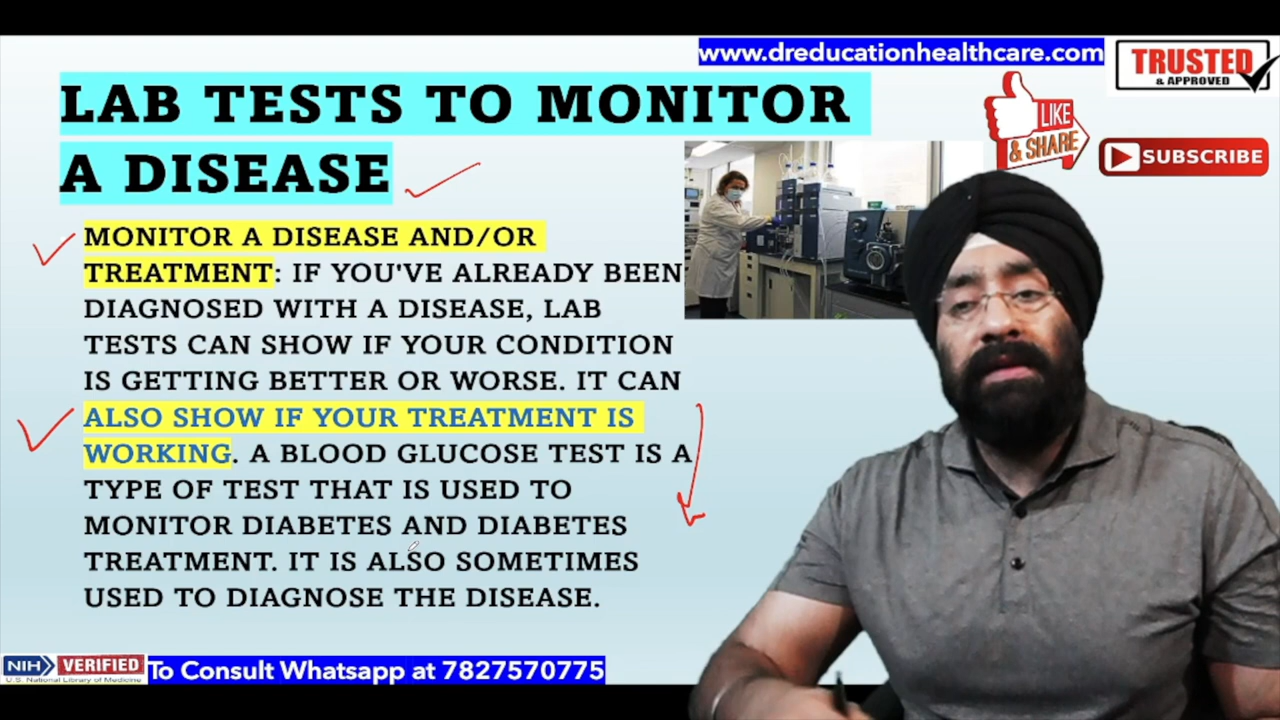 www.dreducationhealthcare.com
TRUSTED
& APPROVED
LAB TESTS TO MONITOR
A DISEASE
LIKE
& SHARE
SUBSCRIBE
MONITOR A DISEASE AND/OR
TREATMENT: IF YOU'VE ALREADY BEEN
DIAGNOSED WITH A DISEASE, LAB
TESTS CAN SHOW IF YOUR CONDITION
IS GETTING BETTER OR WORSE. IT CAN
ALSO SHOW IF YOUR TREATMENT IS
WORKING. A BLOOD GLUCOSE TEST IS A
TYPE OF TEST THAT IS USED TO
MONITOR DIABETES AND DIABETES
TREATMENT. IT IS ALSO SOMETIMES
USED TO DIAGNOSE THE DISEASE.
NIH VERIFIED
U.S. National Library of Medicine
To Consult Whatsapp at 7827570775